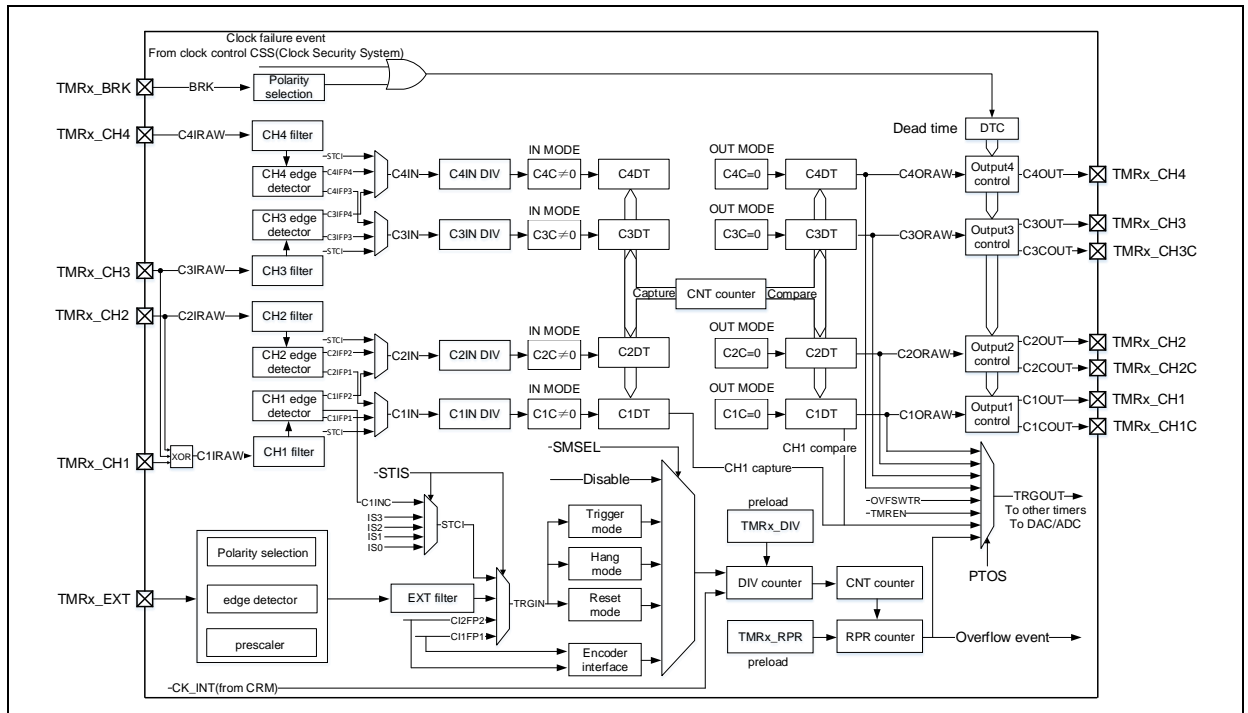 Clock failure event
From clock control CSS(Clock Security System)
TMRx_BRK
BRK
Polarity
selection
TMRx_CH4
C4IRAW
CH4 filter
CH4 edge
detector
STCI
C4IFP4
C4IFP3
C4IN
C4IN DIV
IN MODE
C4C≠0
C4DT
OUT MODE
C4C=0
C4DT
C4ORAW
Dead time
DTC
Output4
control
C4OUT
TMRx_CH4
CH3 edge
detector
C3IFP4
C3IFP3
STCI
C3IN
C3IN DIV
IN MODE
C3C≠0
C3DT
OUT MODE
C3C=0
C3DT
C3ORAW
Output3
control
C3OUT
TMRx_CH3
C3COUT
TMRx_CH3C
TMRx_CH3
C3IRAW
CH3 filter
Capture
CNT counter
Compare
TMRx_CH2
C2IRAW
CH2 filter
CH2 edge
detector
STCI
C2IFP2
C2IFP1
C2IN
C2IN DIV
IN MODE
C2C≠0
C2DT
OUT MODE
C2C=0
C2DT
C2ORAW
Output2
control
C2OUT
TMRx_CH2
C2COUT
TMRx_CH2C
CH1 edge
detector
C1IFP2
C1IFP1
STCI
C1IN
C1IN DIV
IN MODE
C1C≠0
C1DT
OUT MODE
C1C=0
C1DT
C1ORAW
Output1
control
C1OUT
TMRx_CH1
C1COUT
TMRx_CH1C
TMRx_CH1
XOR
C1IRAW
CH1 filter
SMSEL
CH1 capture
CH1 compare
STIS
Disable
C1INC
IS3
IS2
IS1
IS0
STCI
Trigger
mode
Hang
mode
Reset
mode
Encoder
interface
preload
TMRx_DIV
OVFSWTR
TMREN
TRGOUT
To other timers
To DAC/ADC
PTOS
TMRx_EXT
Polarity selection
edge detector
prescaler
EXT filter
CI2FP2
CI1FP1
TRGIN
DIV counter
CNT counter
TMRx_RPR
preload
RPR counter
Overflow event
CK_INT(from CRM)